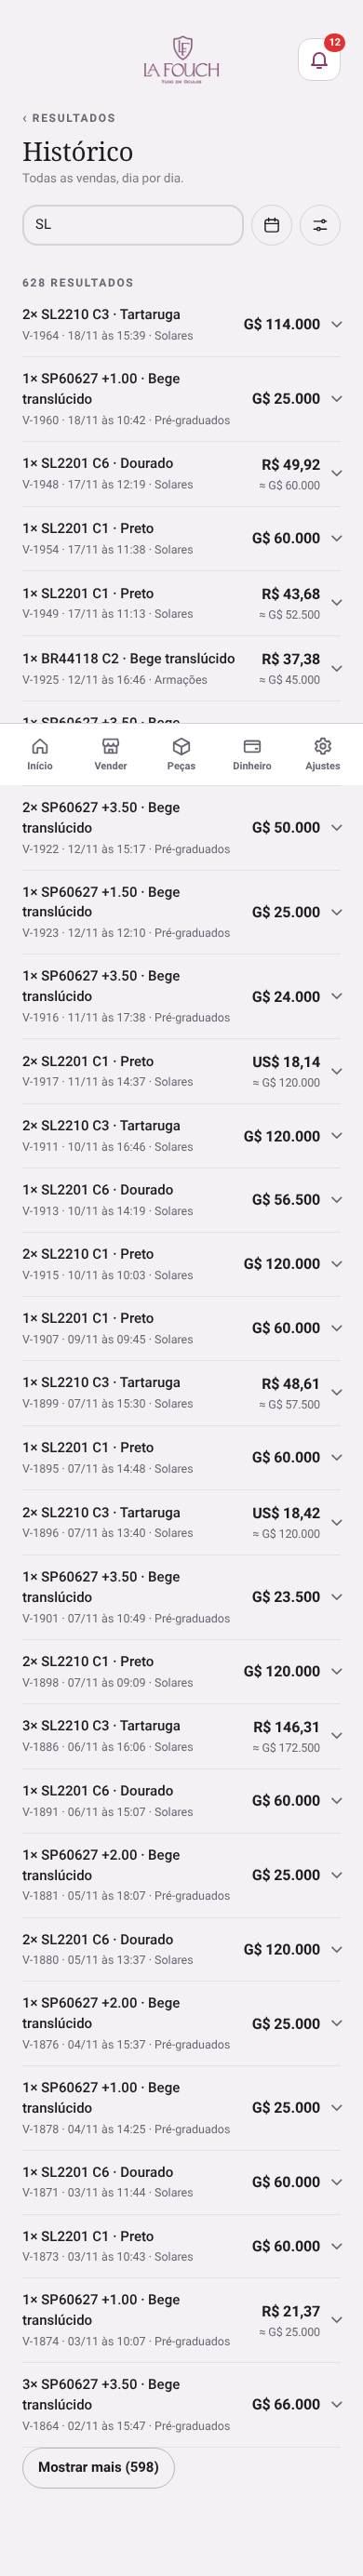 LA FOUCH
12
‹ RESULTADOS
Histórico
Todas as vendas, dia por dia.
SL
628 RESULTADOS
2× SL2210 C3 · Tartaruga
V-1964 · 18/11 às 15:39 · Solares
G$ 114.000
1× SP60627 +1.00 · Bege
translúcido
V-1960 · 18/11 às 10:42 · Pré-graduados
G$ 25.000
1× SL2201 C6 · Dourado
V-1948 · 17/11 às 12:19 · Solares
R$ 49,92
≈ G$ 60.000
1× SL2201 C1 · Preto
V-1954 · 17/11 às 11:38 · Solares
G$ 60.000
1× SL2201 C1 · Preto
V-1949 · 17/11 às 11:13 · Solares
R$ 43,68
≈ G$ 52.500
1× BR44118 C2 · Bege translúcido
V-1925 · 12/11 às 16:46 · Armações
R$ 37,38
≈ G$ 45.000
1× SP60627 +3.50 · Bege
Início
Vender
Peças
Dinheiro
Ajustes
2× SP60627 +3.50 · Bege
translúcido
V-1922 · 12/11 às 15:17 · Pré-graduados
G$ 50.000
1× SP60627 +1.50 · Bege
translúcido
V-1923 · 12/11 às 12:10 · Pré-graduados
G$ 25.000
1× SP60627 +3.50 · Bege
translúcido
V-1916 · 11/11 às 17:38 · Pré-graduados
G$ 24.000
2× SL2201 C1 · Preto
V-1917 · 11/11 às 14:37 · Solares
US$ 18,14
≈ G$ 120.000
2× SL2210 C3 · Tartaruga
V-1911 · 10/11 às 16:46 · Solares
G$ 120.000
1× SL2201 C6 · Dourado
V-1913 · 10/11 às 14:19 · Solares
G$ 56.500
2× SL2210 C1 · Preto
V-1915 · 10/11 às 10:03 · Solares
G$ 120.000
1× SL2201 C1 · Preto
V-1907 · 09/11 às 09:45 · Solares
G$ 60.000
1× SL2210 C3 · Tartaruga
V-1899 · 07/11 às 15:30 · Solares
R$ 48,61
≈ G$ 57.500
1× SL2201 C1 · Preto
V-1895 · 07/11 às 14:48 · Solares
G$ 60.000
2× SL2210 C3 · Tartaruga
V-1896 · 07/11 às 13:40 · Solares
US$ 18,42
≈ G$ 120.000
1× SP60627 +3.50 · Bege
translúcido
V-1901 · 07/11 às 10:49 · Pré-graduados
G$ 23.500
2× SL2201 C1 · Preto
V-1898 · 07/11 às 09:09 · Solares
G$ 120.000
3× SL2210 C3 · Tartaruga
V-1886 · 06/11 às 16:06 · Solares
R$ 146,31
≈ G$ 172.500
1× SL2201 C6 · Dourado
V-1891 · 06/11 às 15:07 · Solares
G$ 60.000
1× SP60627 +2.00 · Bege
translúcido
V-1881 · 05/11 às 18:07 · Pré-graduados
G$ 25.000
2× SL2201 C6 · Dourado
V-1880 · 05/11 às 13:37 · Solares
G$ 120.000
1× SP60627 +2.00 · Bege
translúcido
V-1876 · 04/11 às 15:37 · Pré-graduados
G$ 25.000
1× SP60627 +1.00 · Bege
translúcido
V-1878 · 04/11 às 14:25 · Pré-graduados
G$ 25.000
1× SL2201 C6 · Dourado
V-1871 · 03/11 às 11:44 · Solares
G$ 60.000
1× SL2201 C1 · Preto
V-1873 · 03/11 às 10:43 · Solares
G$ 60.000
1× SP60627 +1.00 · Bege
translúcido
V-1874 · 03/11 às 10:07 · Pré-graduados
R$ 21,37
≈ G$ 25.000
3× SP60627 +3.50 · Bege
translúcido
V-1864 · 02/11 às 15:47 · Pré-graduados
G$ 66.000
Mostrar mais (598)